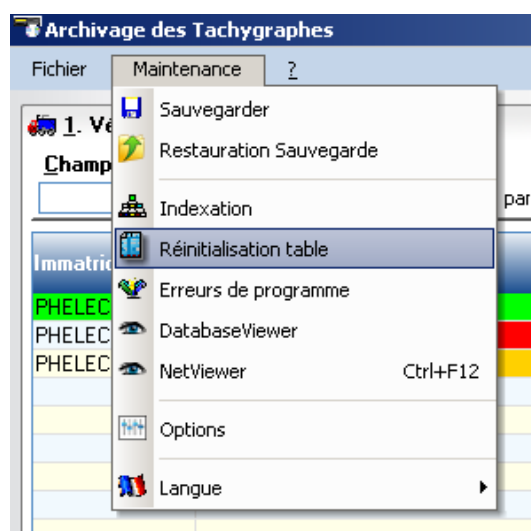 Archivage des Tachygraphes
Fichier Maintenance ?
1. Vé
Champ
Sauvegarder
Restauration Sauvegarde
par
Indexation
Immatric
Réinitialisation table
PHELEC
Erreurs de programme
PHELEC
DatabaseViewer
PHELEC
NetViewer Ctrl+F12
Options
Langue